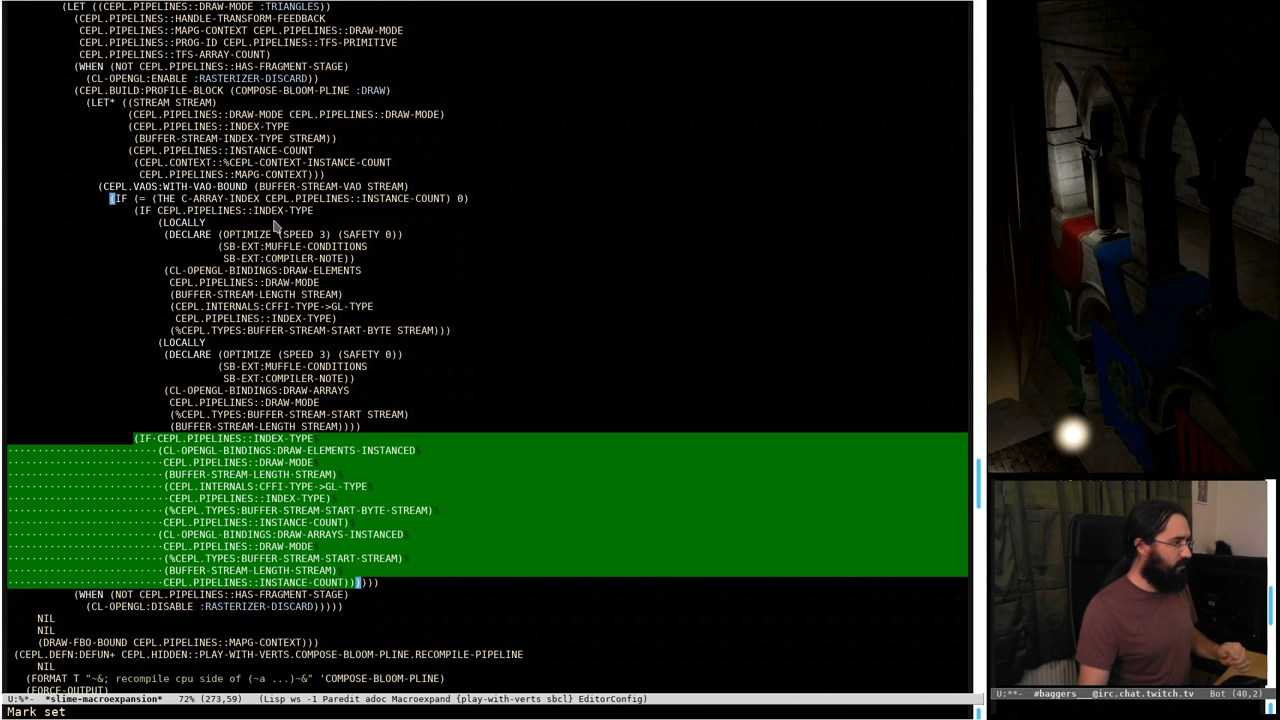 (LET ((CEPL.PIPELINES::DRAW-MODE :TRIANGLES))
(CEPL.PIPELINES::HANDLE-TRANSFORM-FEEDBACK
CEPL.PIPELINES::MAPG-CONTEXT CEPL.PIPELINES::DRAW-MODE
CEPL.PIPELINES::PROG-ID CEPL.PIPELINES::TFS-PRIMITIVE
CEPL.PIPELINES::TFS-ARRAY-COUNT)
(WHEN (NOT CEPL.PIPELINES::HAS-FRAGMENT-STAGE)
(CL-OPENGL:ENABLE :RASTERIZER-DISCARD))
(CEPL.BUILD:PROFILE-BLOCK (COMPOSE-BLOOM-PLINE :DRAW)
(LET* ((STREAM STREAM)
(CEPL.PIPELINES::DRAW-MODE CEPL.PIPELINES::DRAW-MODE)
(CEPL.PIPELINES::INDEX-TYPE
(BUFFER-STREAM-INDEX-TYPE STREAM))
(CEPL.PIPELINES::INSTANCE-COUNT
(CEPL.CONTEXT::%CEPL-CONTEXT-INSTANCE-COUNT
CEPL.PIPELINES::MAPG-CONTEXT)))
(CEPL.VAOS:WITH-VAO-BOUND (BUFFER-STREAM-VAO STREAM)
(IF (= (THE C-ARRAY-INDEX CEPL.PIPELINES::INSTANCE-COUNT) 0)
(IF CEPL.PIPELINES::INDEX-TYPE
(LOCALLY
(DECLARE (OPTIMIZE (SPEED 3) (SAFETY 0))
(SB-EXT:MUFFLE-CONDITIONS
SB-EXT:COMPILER-NOTE))
(CL-OPENGL-BINDINGS:DRAW-ELEMENTS
CEPL.PIPELINES::DRAW-MODE
(BUFFER-STREAM-LENGTH STREAM)
(CEPL.INTERNALS:CFFI-TYPE->GL-TYPE
CEPL.PIPELINES::INDEX-TYPE)
(%CEPL.TYPES:BUFFER-STREAM-START-BYTE STREAM)))
(LOCALLY
(DECLARE (OPTIMIZE (SPEED 3) (SAFETY 0))
(SB-EXT:MUFFLE-CONDITIONS
SB-EXT:COMPILER-NOTE))
(CL-OPENGL-BINDINGS:DRAW-ARRAYS
CEPL.PIPELINES::DRAW-MODE
(%CEPL.TYPES:BUFFER-STREAM-START STREAM)
(BUFFER-STREAM-LENGTH STREAM))))
(IF·CEPL.PIPELINES::INDEX-TYPE
(CL-OPENGL-BINDINGS:DRAW-ELEMENTS-INSTANCED
CEPL.PIPELINES::DRAW-MODE
(BUFFER-STREAM-LENGTH·STREAM)
(CEPL.INTERNALS:CFFI-TYPE->GL-TYPE
CEPL.PIPELINES::INDEX-TYPE)
(%CEPL.TYPES:BUFFER-STREAM-START-BYTE·STREAM)
CEPL.PIPELINES::INSTANCE-COUNT)
(CL-OPENGL-BINDINGS:DRAW-ARRAYS-INSTANCED
CEPL.PIPELINES::DRAW-MODE
(%CEPL.TYPES:BUFFER-STREAM-START·STREAM)
(BUFFER-STREAM-LENGTH·STREAM)
CEPL.PIPELINES::INSTANCE-COUNT))))))
(WHEN (NOT CEPL.PIPELINES::HAS-FRAGMENT-STAGE)
(CL-OPENGL:DISABLE :RASTERIZER-DISCARD)))))
NIL
NIL
(DRAW-FBO-BOUND CEPL.PIPELINES::MAPG-CONTEXT)))
(CEPL.DEFN:DEFUN+ CEPL.HIDDEN::PLAY-WITH-VERTS.COMPOSE-BLOOM-PLINE.RECOMPILE-PIPELINE
NIL
(FORMAT T "~&; recompile cpu side of (~a ...)~&" 'COMPOSE-BLOOM-PLINE)
(FORCE-OUTPUT)
U:%*- *slime-macroexpansion* 72% (273,59) (Lisp ws -1 Paredit adoc Macroexpand {play-with-verts sbcl} EditorConfig)
Mark set
U:**- #baggers___@irc.chat.twitch.tv Bot (40,2)